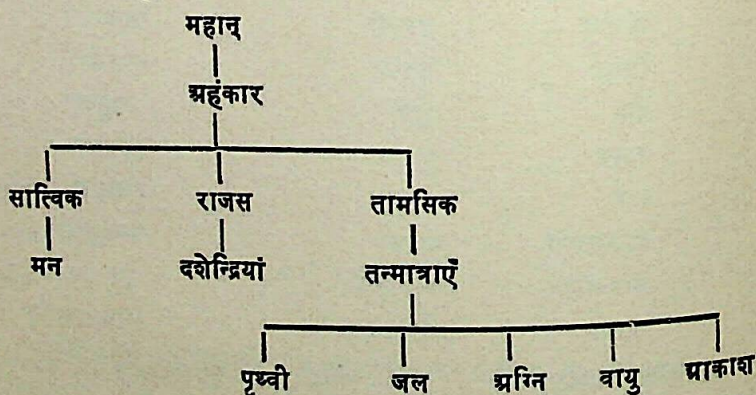 महान्
अहंकार
सात्विक राजस तामसिक
मन दशेन्द्रियां तन्मात्राएँ
पृथ्वी जल अग्नि वायु आकाश